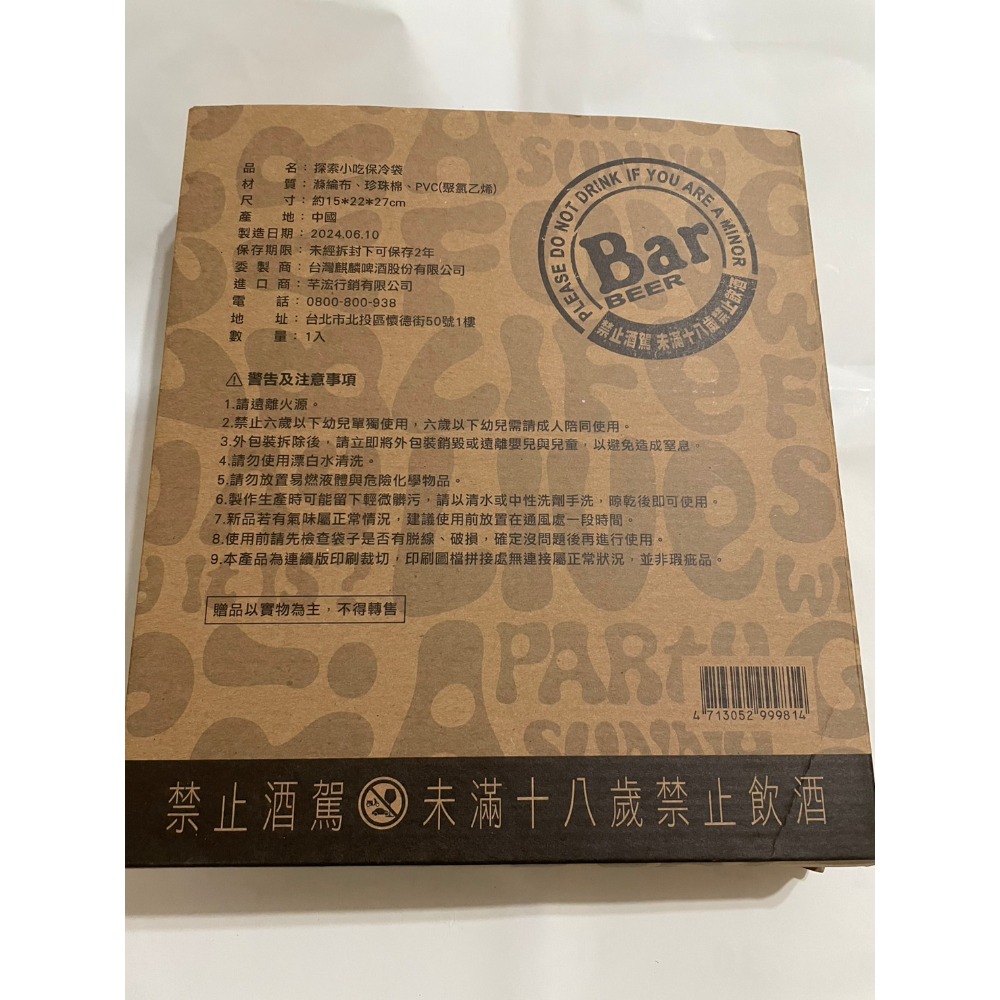 品名：探索小吃保冷袋
材質：滌綸布、珍珠棉、PVC(聚氯乙烯)
尺寸：約15*22*27cm
產地：中國
製造日期：2024.06.10
保存期限：未經拆封下可保存2年
委製商：台灣麒麟啤酒股份有限公司
進口商：芊浤行銷有限公司
電話：0800-800-938
地址：台北市北投區懷德街50號1樓
數量：1入
PLEASE DO NOT DRINK IF YOU ARE A MINOR
Bar
BEER
禁止酒駕 未滿十八歲禁止飲酒
警告及注意事項
1.請遠離火源。
2.禁止六歲以下幼兒單獨使用，六歲以下幼兒需請成人陪同使用。
3.外包裝拆除後，請立即將外包裝銷毀或遠離嬰兒與兒童，以避免造成窒息。
4.請勿使用漂白水清洗。
5.請勿放置易燃液體與危險化學物品。
6.製作生產時可能留下輕微髒污，請以清水或中性洗劑手洗，晾乾後即可使用。
7.新品若有氣味屬正常情況，建議使用前放置在通風處一段時間。
8.使用前請先檢查袋子是否有脫線、破損，確定沒問題後再進行使用。
9.本產品為連續版印刷裁切，印刷圖檔拼接處無連接屬正常狀況，並非瑕疵品。
贈品以實物為主，不得轉售
PARTY
SUNNY
4 713052 999814
禁止酒駕 未滿十八歲禁止飲酒